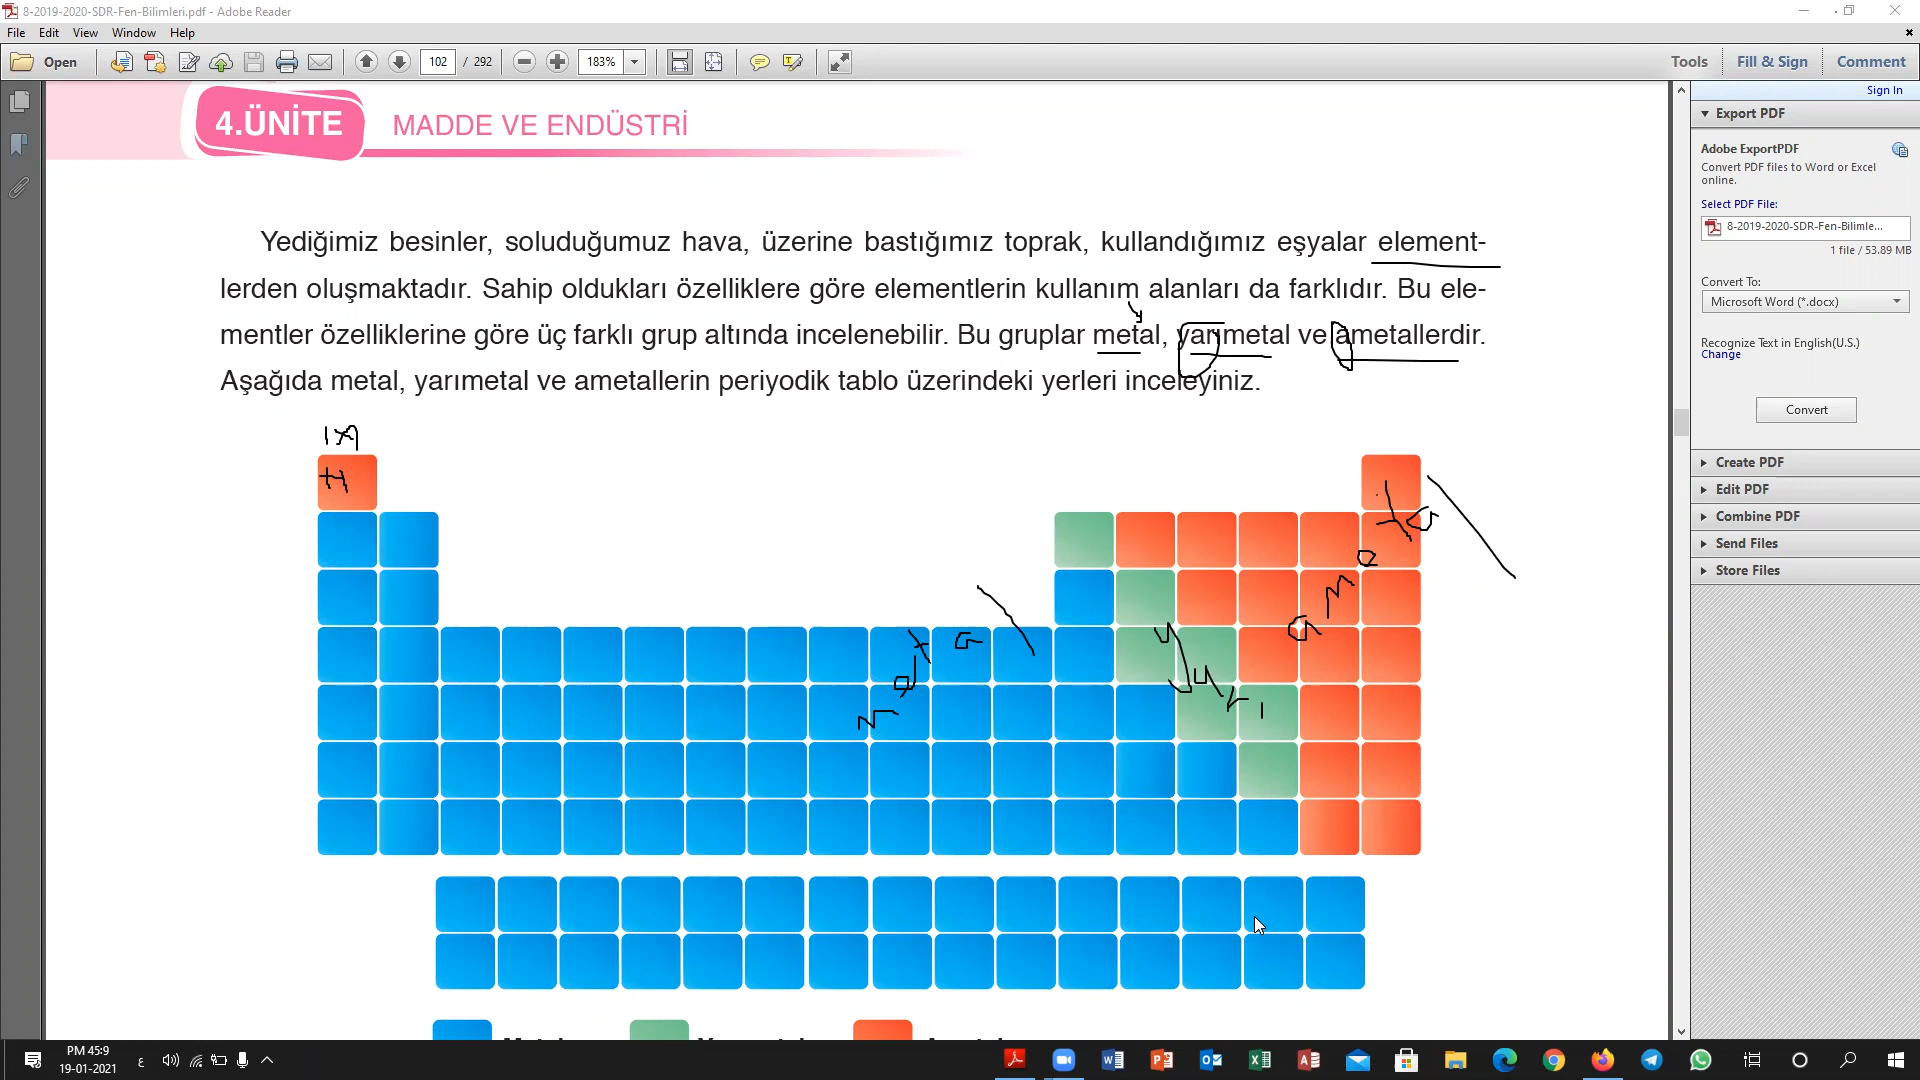 8-2019-2020-SDR-Fen-Bilimleri.pdf - Adobe Reader
File Edit View Window Help
Open 102 / 292 183% Tools Fill & Sign Comment
Sign In
4.ÜNİTE MADDE VE ENDÜSTRİ
Yediğimiz besinler, soluduğumuz hava, üzerine bastığımız toprak, kullandığımız eşyalar element-
lerden oluşmaktadır. Sahip oldukları özelliklere göre elementlerin kullanım alanları da farklıdır. Bu ele-
mentler özelliklerine göre üç farklı grup altında incelenebilir. Bu gruplar metal, yarımetal ve ametallerdir.
Aşağıda metal, yarımetal ve ametallerin periyodik tablo üzerindeki yerleri inceleyiniz.
H
metal
yarı
ametal
Export PDF
Adobe ExportPDF
Convert PDF files to Word or Excel
online.
Select PDF File:
8-2019-2020-SDR-Fen-Bilimle...
1 file / 53.89 MB
Convert To:
Microsoft Word (*.docx)
Recognize Text in English(U.S.)
Change
Convert
Create PDF
Edit PDF
Combine PDF
Send Files
Store Files
PM 45:9
19-01-2021
ع